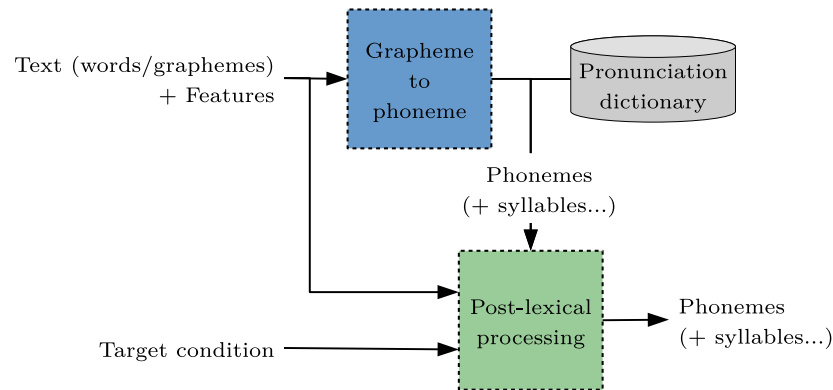 Text (words/graphemes)
+ Features
Grapheme
to
phoneme
Pronunciation
dictionary
Phonemes
(+ syllables...)
Post-lexical
processing
Phonemes
(+ syllables...)
Target condition